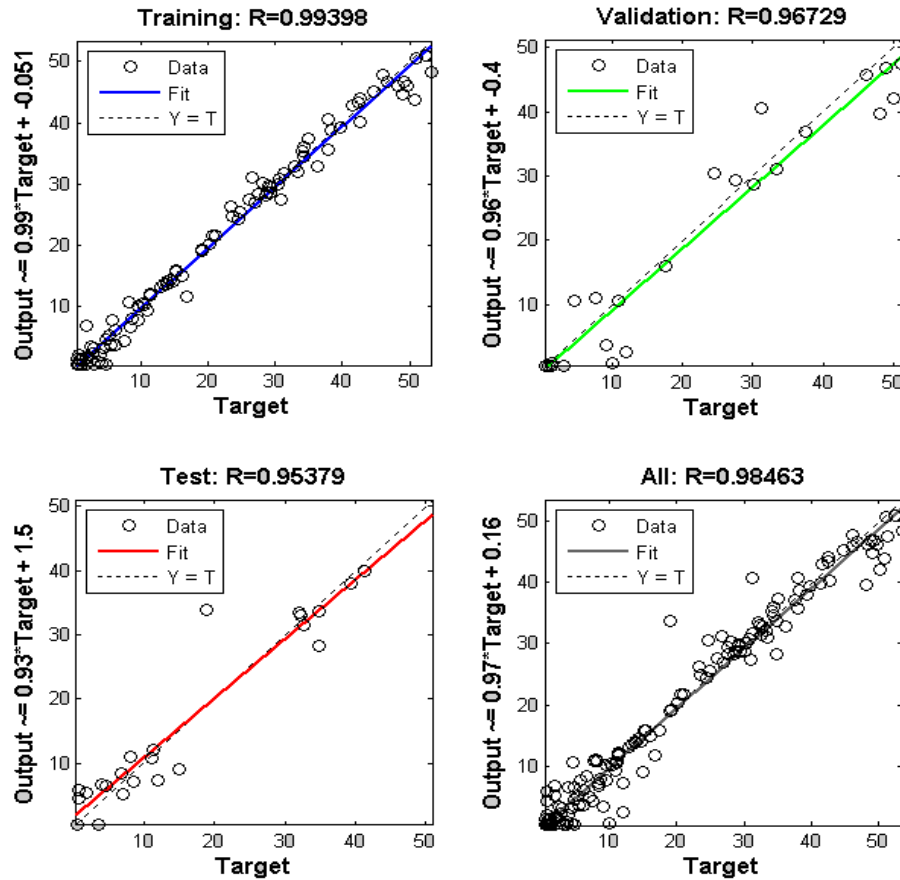 Training: R=0.99398
Output ~= 0.99*Target + -0.051
50
40
30
20
10
Data
Fit
Y = T
10 20 30 40 50
Target
Validation: R=0.96729
Output ~= 0.96*Target + -0.4
50
40
30
20
10
Data
Fit
Y = T
10 20 30 40 50
Target
Test: R=0.95379
Output ~= 0.93*Target + 1.5
50
40
30
20
10
Data
Fit
Y = T
10 20 30 40 50
Target
All: R=0.98463
Output ~= 0.97*Target + 0.16
50
40
30
20
10
Data
Fit
Y = T
10 20 30 40 50
Target